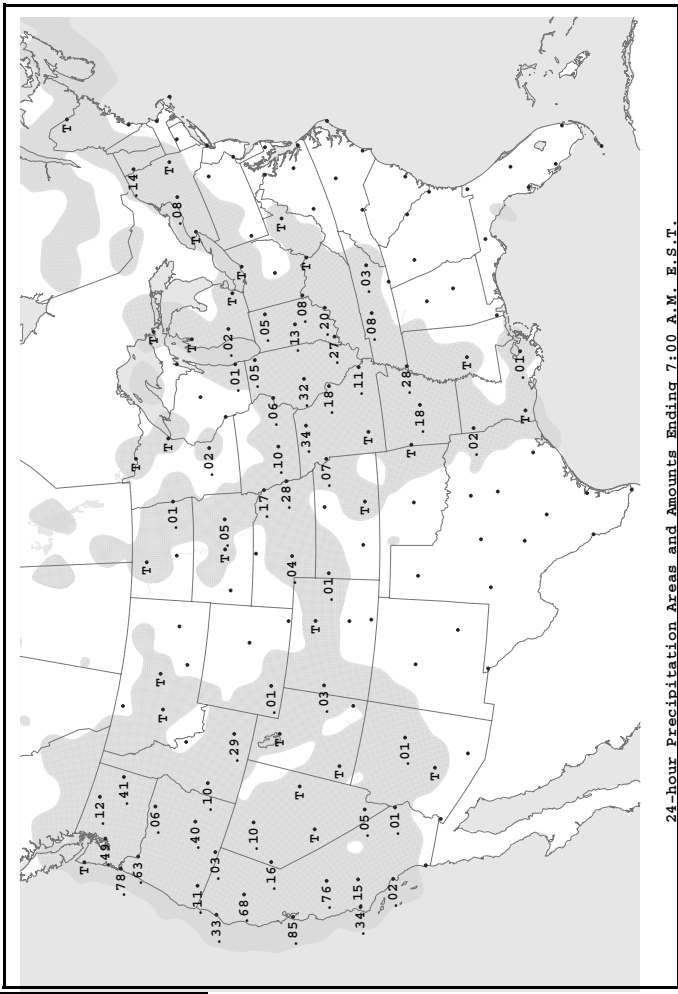 T
T
.12
.49
.78
.41
.14
T
.63
T
T
.06
T
T
T
T
.01
.08
T
.40
T
.11
.10
.02
.03
.33
T .05
.02
T
.29
.01
T
.68
.10
.05
.17
.05
.16
.01
.06
.10
T
T
.28
.04
.85
.13
T
.08
.32
T
.34
T
T
.03
.20
.76
.07
.01
.18
.27
T
.15
.11
.34
.05
T
.03
T
.08
.02
.01
.01
.28
T
.18
T
T
.02
.01
T
24-hour Precipitation Areas and Amounts Ending 7:00 A.M. E.S.T.